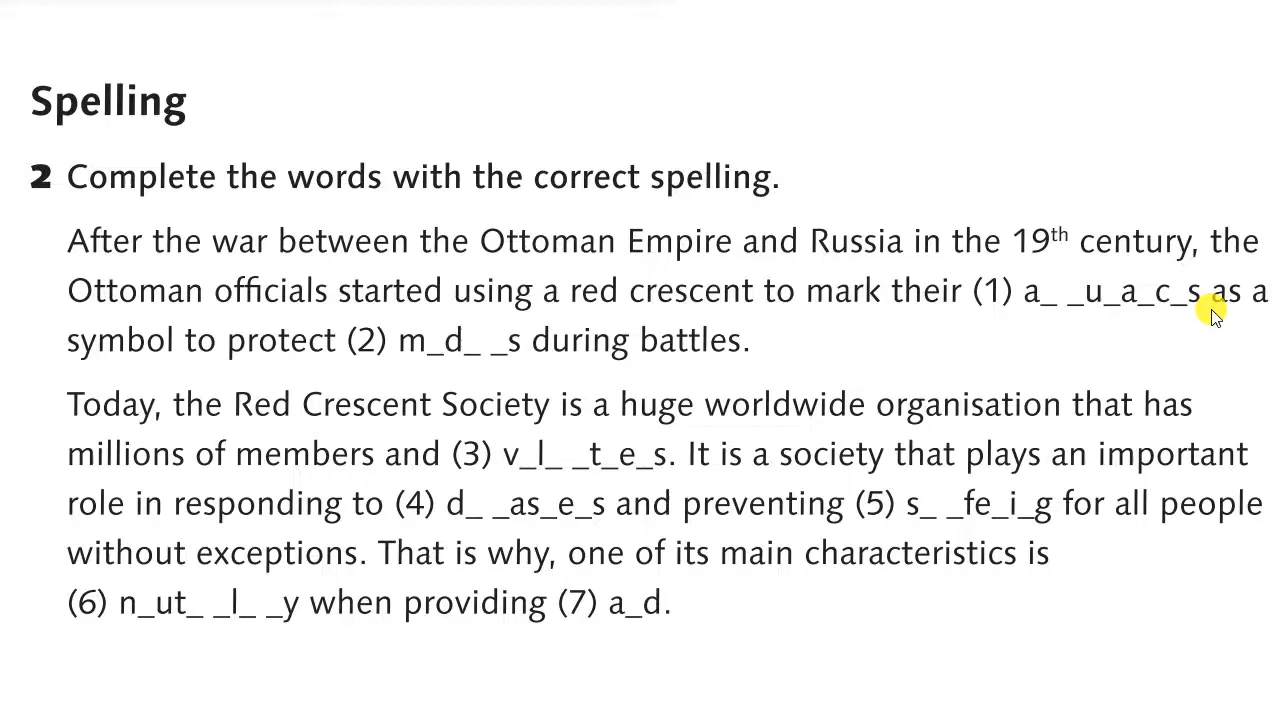 Spelling
2 Complete the words with the correct spelling.
After the war between the Ottoman Empire and Russia in the 19th century, the
Ottoman officials started using a red crescent to mark their (1) a_ _u_a_c_s as a
symbol to protect (2) m_d_ _s during battles.
Today, the Red Crescent Society is a huge worldwide organisation that has
millions of members and (3) v_l_ _t_e_s. It is a society that plays an important
role in responding to (4) d_ _as_e_s and preventing (5) s_ _fe_i_g for all people
without exceptions. That is why, one of its main characteristics is
(6) n_ut_ _l_ _y when providing (7) a_d.